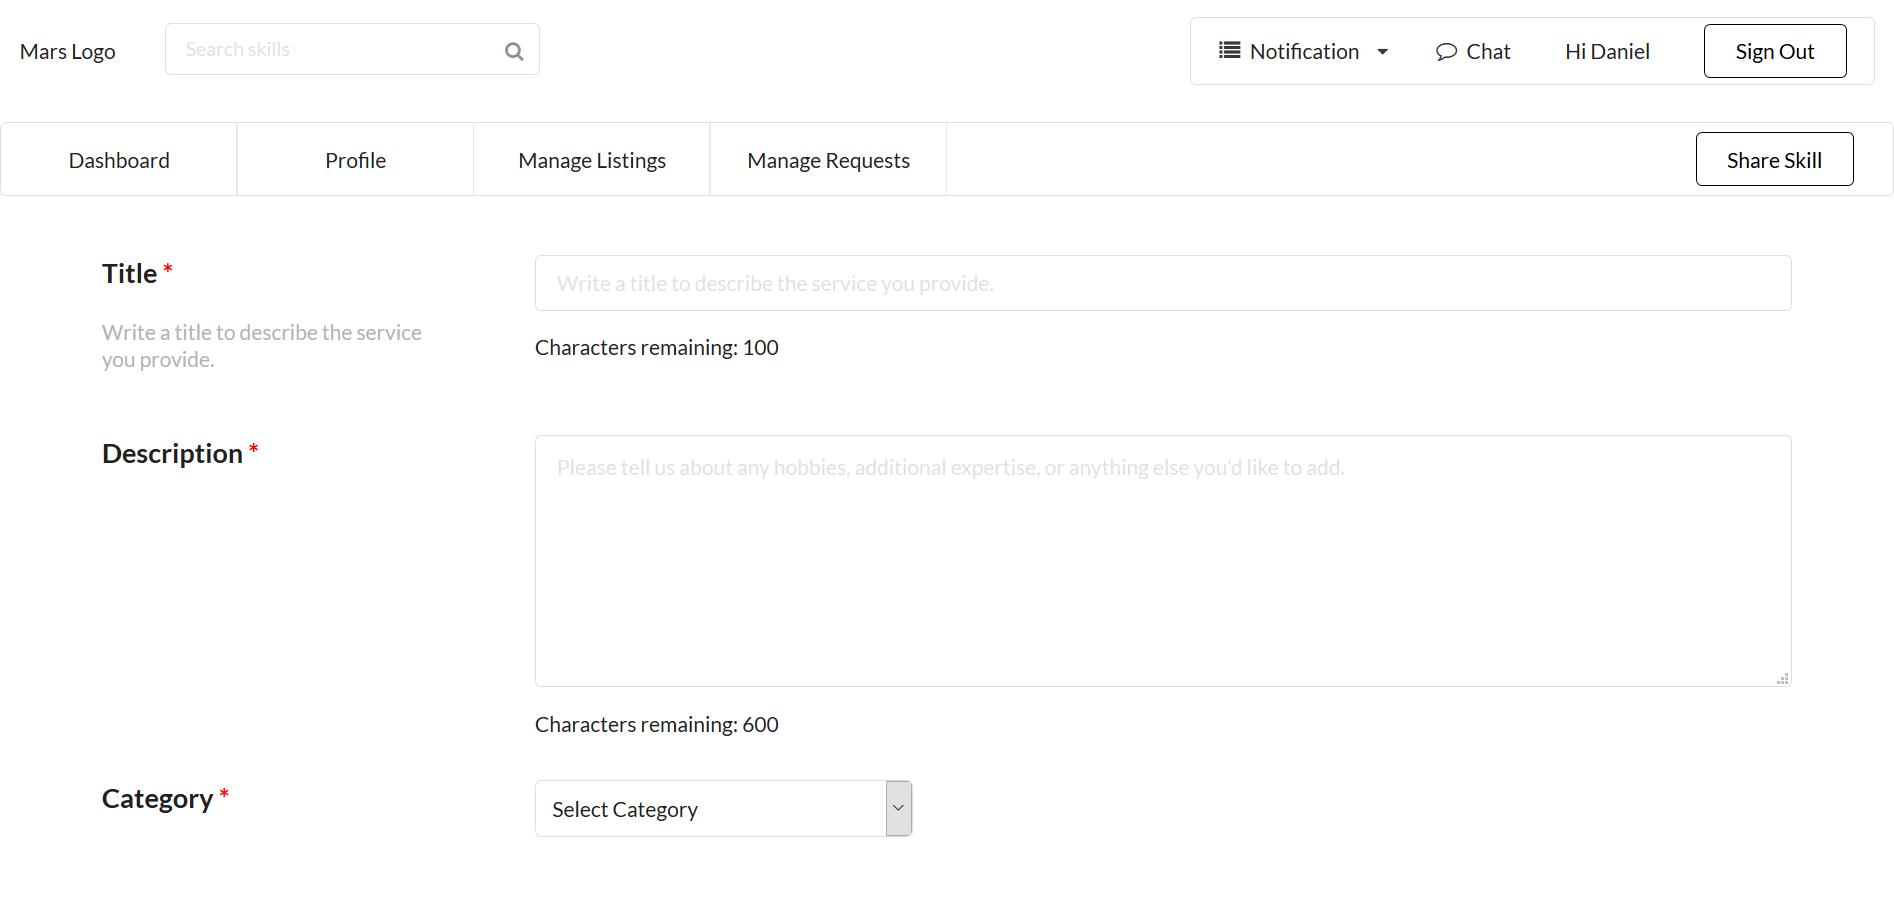 Mars Logo
Search skills
Notification
Chat
Hi Daniel
Sign Out
Dashboard
Profile
Manage Listings
Manage Requests
Share Skill
Title *
Write a title to describe the service
you provide.
Write a title to describe the service you provide.
Characters remaining: 100
Description *
Please tell us about any hobbies, additional expertise, or anything else you'd like to add.
Characters remaining: 600
Category *
Select Category